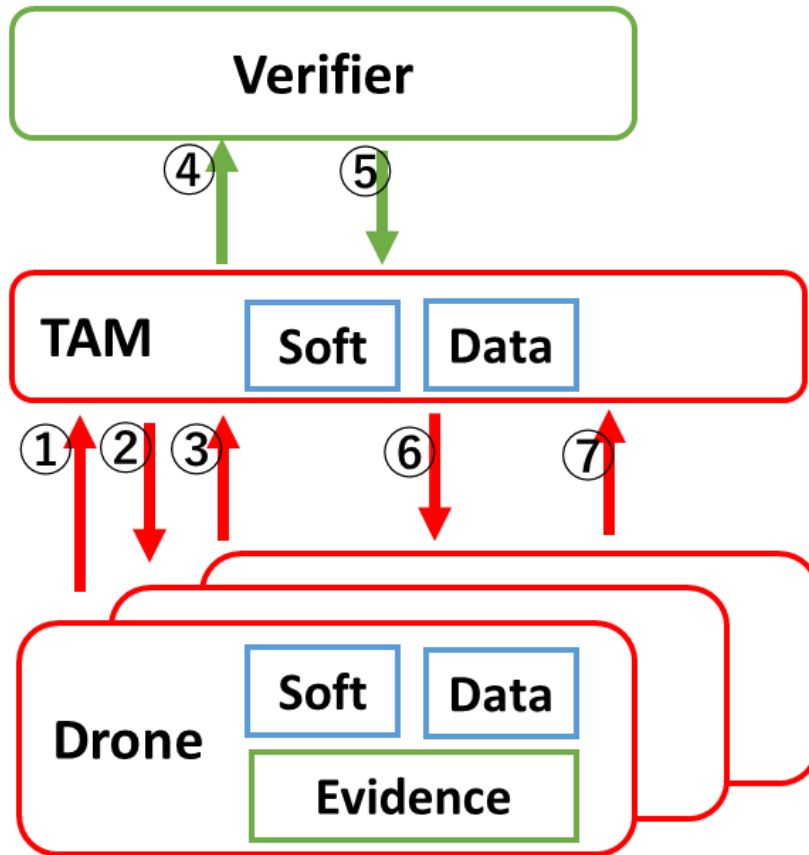 Verifier
④ ⑤
TAM Soft Data
① ② ③ ⑥ ⑦
Soft Data
Drone
Evidence